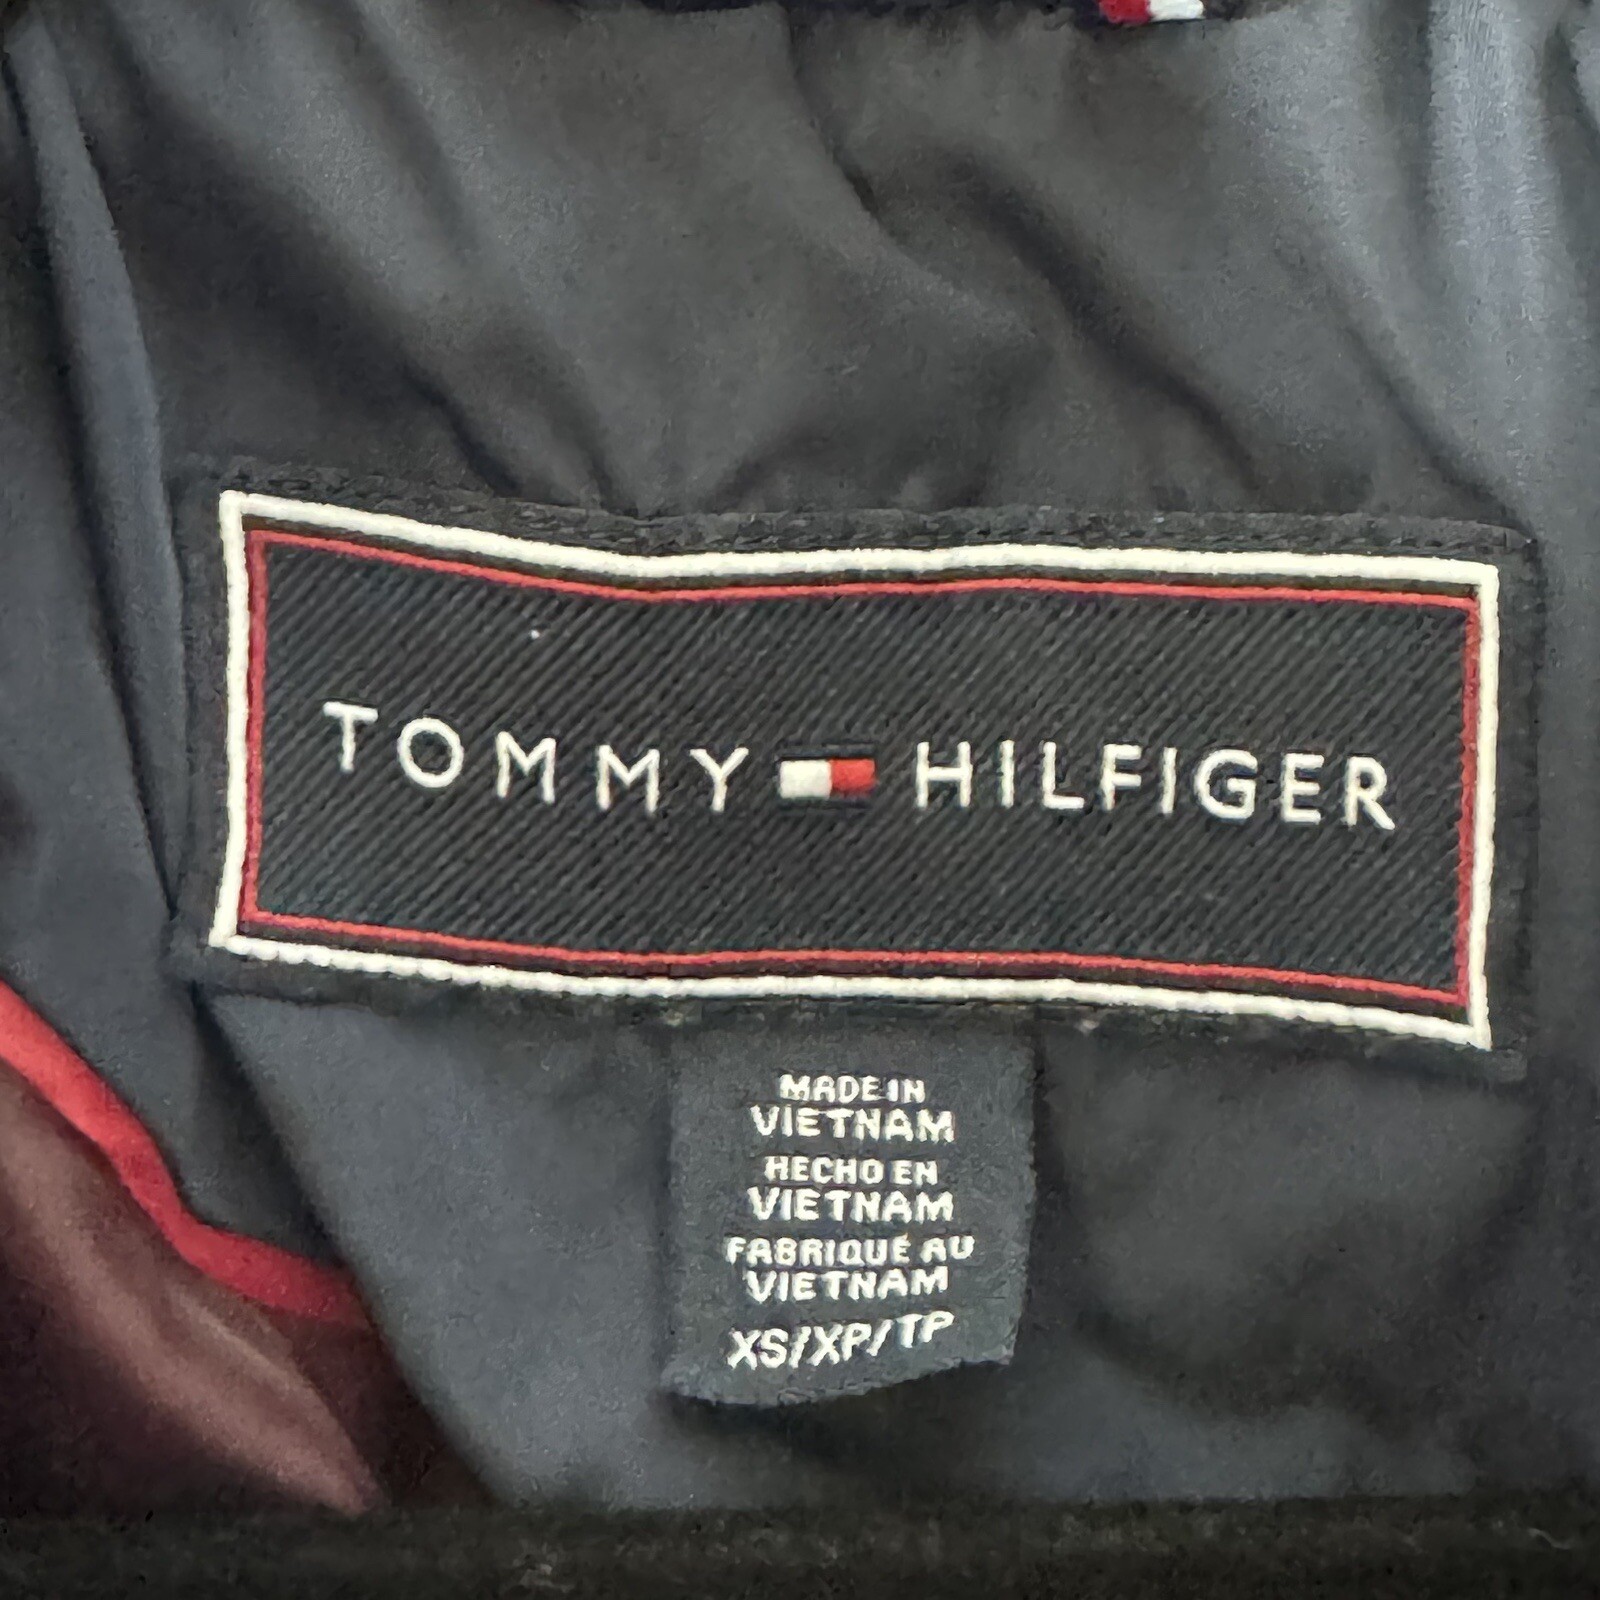 TOMMY HILFIGER
MADE IN
VIETNAM
HECHO EN
VIETNAM
FABRIQUÉ AU
VIETNAM
XS/XP/TP